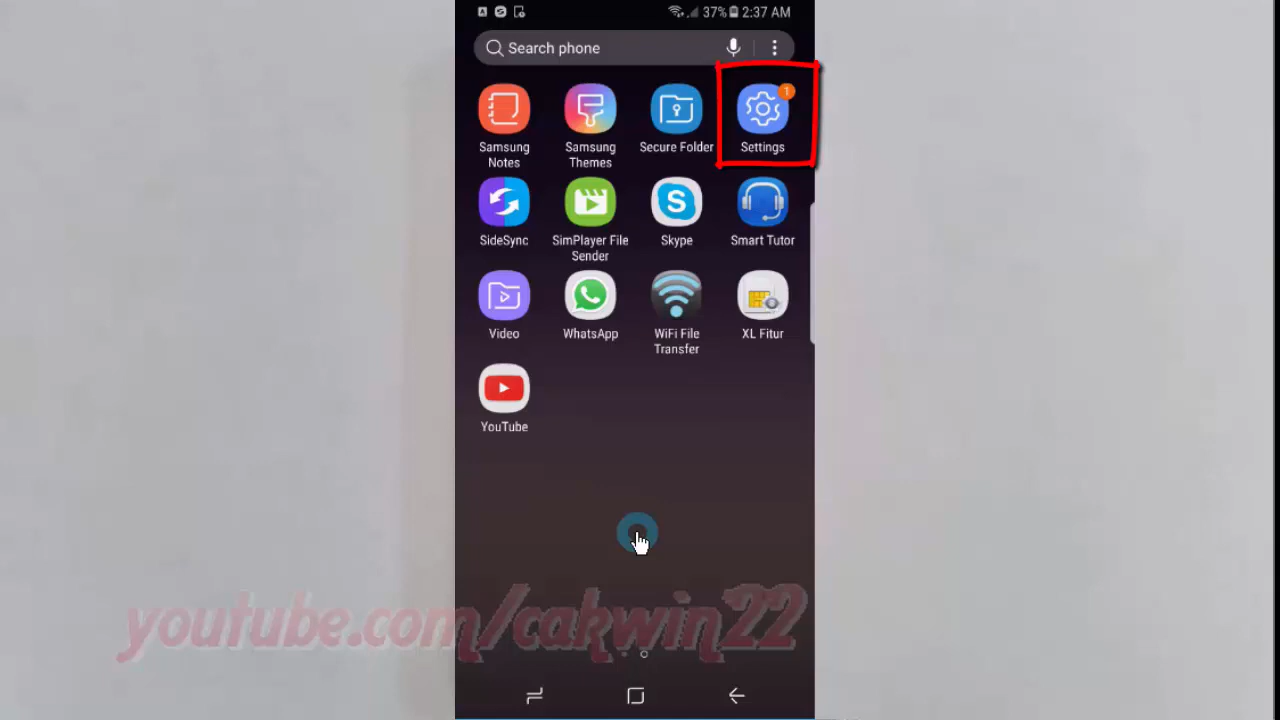 37% 2:37 AM
Search phone
1
Samsung Notes
Samsung Themes
Secure Folder
Settings
SideSync
SimPlayer File Sender
Skype
Smart Tutor
Video
WhatsApp
WiFi File Transfer
XL Fitur
YouTube
youtube.com/cakwin22